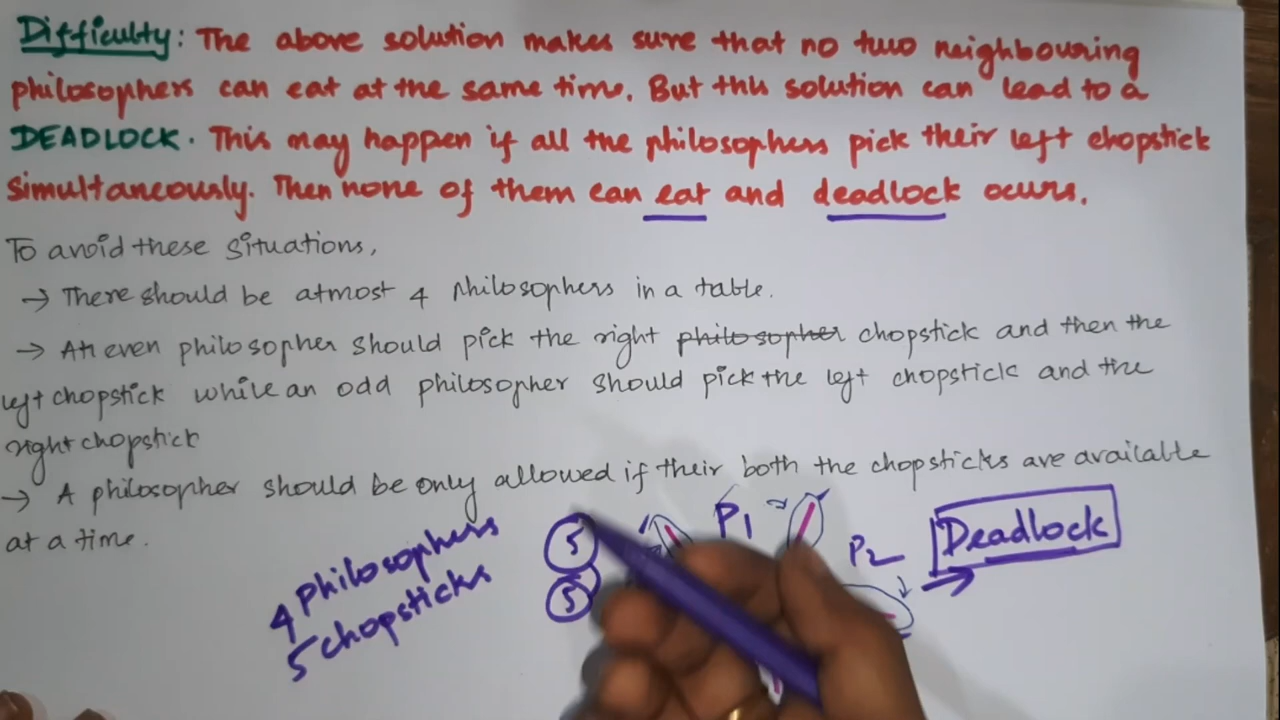 Difficulty: The above solution makes sure that no two neighbouring
philosophers can eat at the same time. But this solution can lead to a
DEADLOCK. This may happen if all the philosophers pick their left chopstick
simultaneously. Then none of them can eat and deadlock ocurs.
To avoid these situations,
→ There should be atmost 4 philosophers in a table.
→ An even philosopher should pick the right philosopher chopstick and then the
left chopstick while an odd philosopher should pick the left chopstick and the
right chopstick
→ A philosopher should be only allowed if their both the chopsticks are available
at a time.
4 philosophers
5 chopsticks
5
5
P1
P2
Deadlock